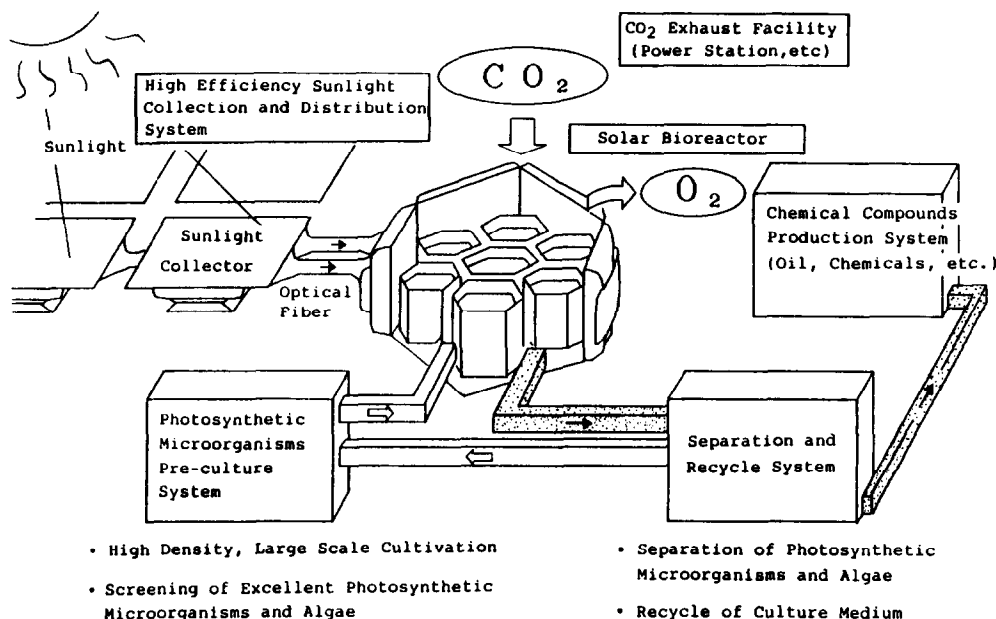 CO2 Exhaust Facility
(Power Station,etc)
CO2
High Efficiency Sunlight
Collection and Distribution
System
Sunlight
Solar Bioreactor
O2
Chemical Compounds
Production System
(Oil, Chemicals, etc.)
Sunlight
Collector
Optical
Fiber
Photosynthetic
Microorganisms
Pre-culture
System
Separation and
Recycle System
• High Density, Large Scale Cultivation
• Screening of Excellent Photosynthetic
Microorganisms and Algae
• Separation of Photosynthetic
Microorganisms and Algae
• Recycle of Culture Medium